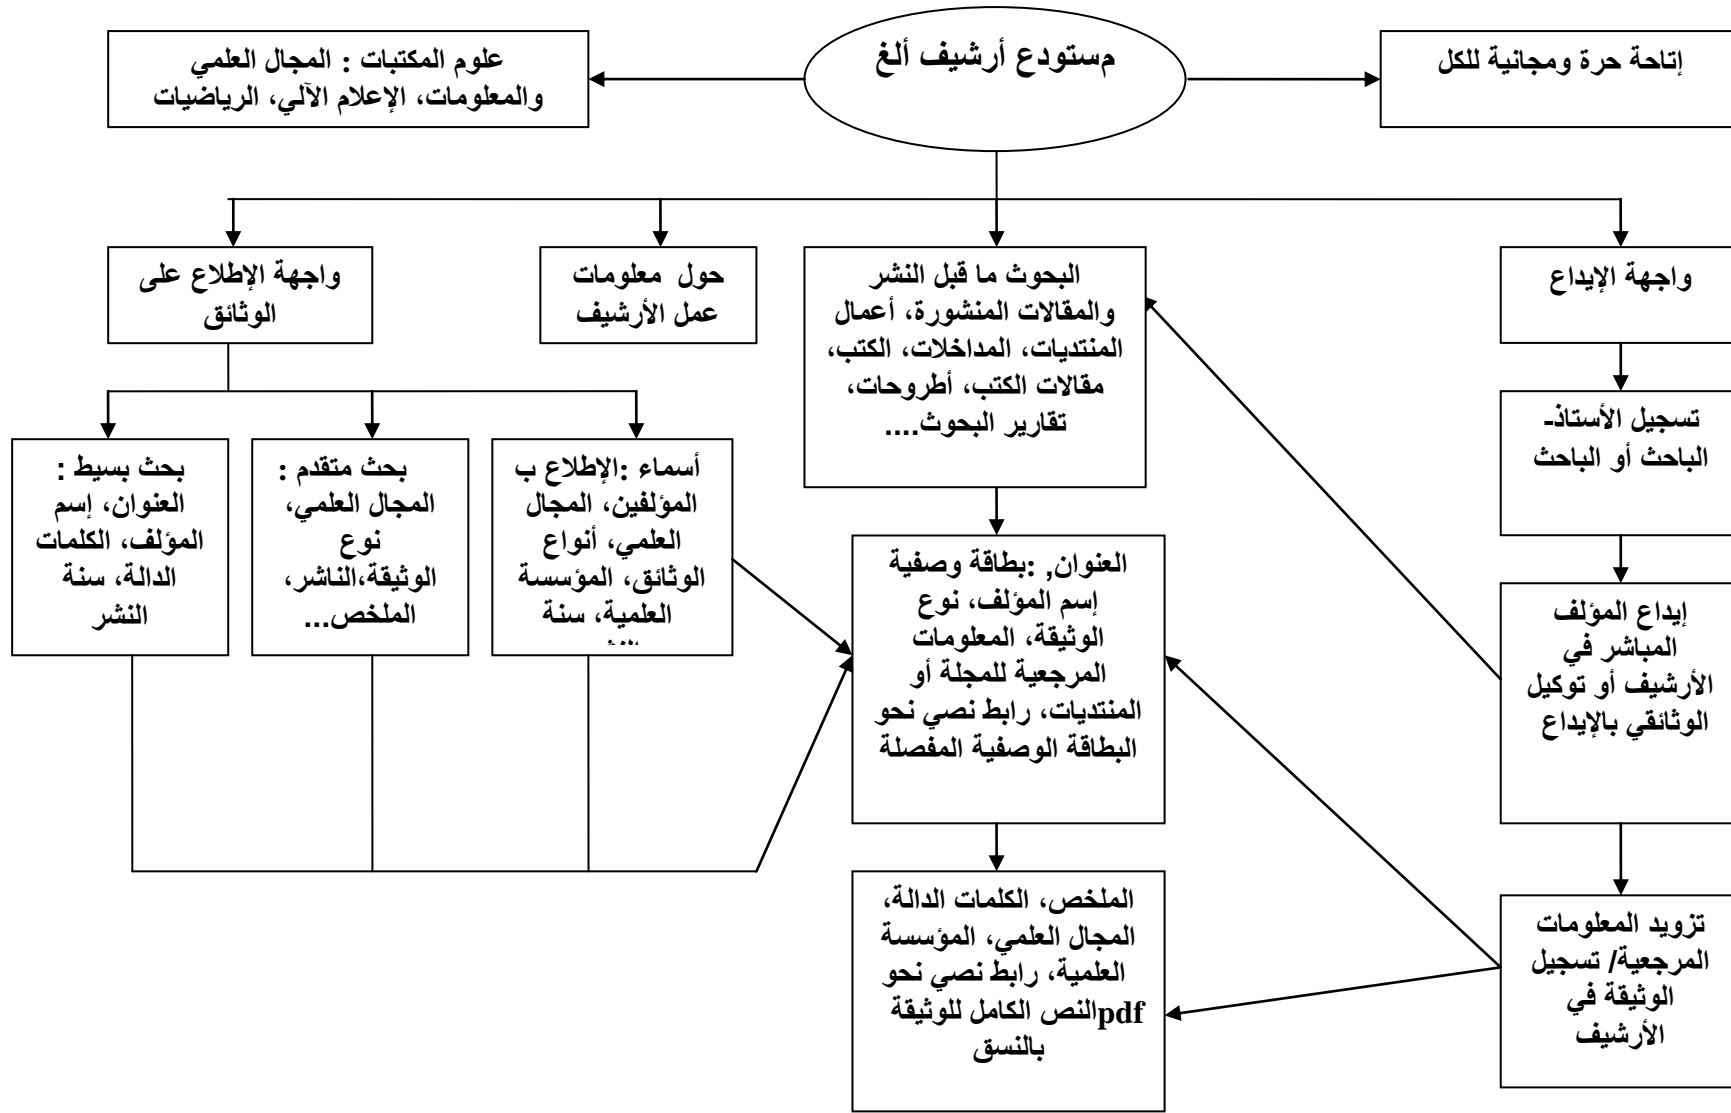 مستودع أرشيف ألغ
إتاحة حرة ومجانية للكل
علوم المكتبات : المجال العلمي
والمعلومات، الإعلام الآلي، الرياضيات
واجهة الإيداع
البحوث ما قبل النشر
والمقالات المنشورة، أعمال
المنتديات، المداخلات، الكتب،
مقالات الكتب، أطروحات،
تقارير البحوث....
حول معلومات
عمل الأرشيف
واجهة الإطلاع على
الوثائق
تسجيل الأستاذ-
الباحث أو الباحث
أسماء :الإطلاع ب
المؤلفين، المجال
العلمي، أنواع
الوثائق، المؤسسة
العلمية، سنة
بحث متقدم :
المجال العلمي،
نوع
الوثيقة،الناشر،
الملخص...
بحث بسيط :
العنوان، إسم
المؤلف، الكلمات
الدالة، سنة
النشر
العنوان, :بطاقة وصفية
إسم المؤلف، نوع
الوثيقة، المعلومات
المرجعية للمجلة أو
المنتديات، رابط نصي نحو
البطاقة الوصفية المفصلة
إيداع المؤلف
المباشر في
الأرشيف أو توكيل
الوثائقي بالإيداع
الملخص، الكلمات الدالة،
المجال العلمي، المؤسسة
العلمية، رابط نصي نحو
pdfالنص الكامل للوثيقة
بالنسق
تزويد المعلومات
المرجعية/ تسجيل
الوثيقة في
الأرشيف